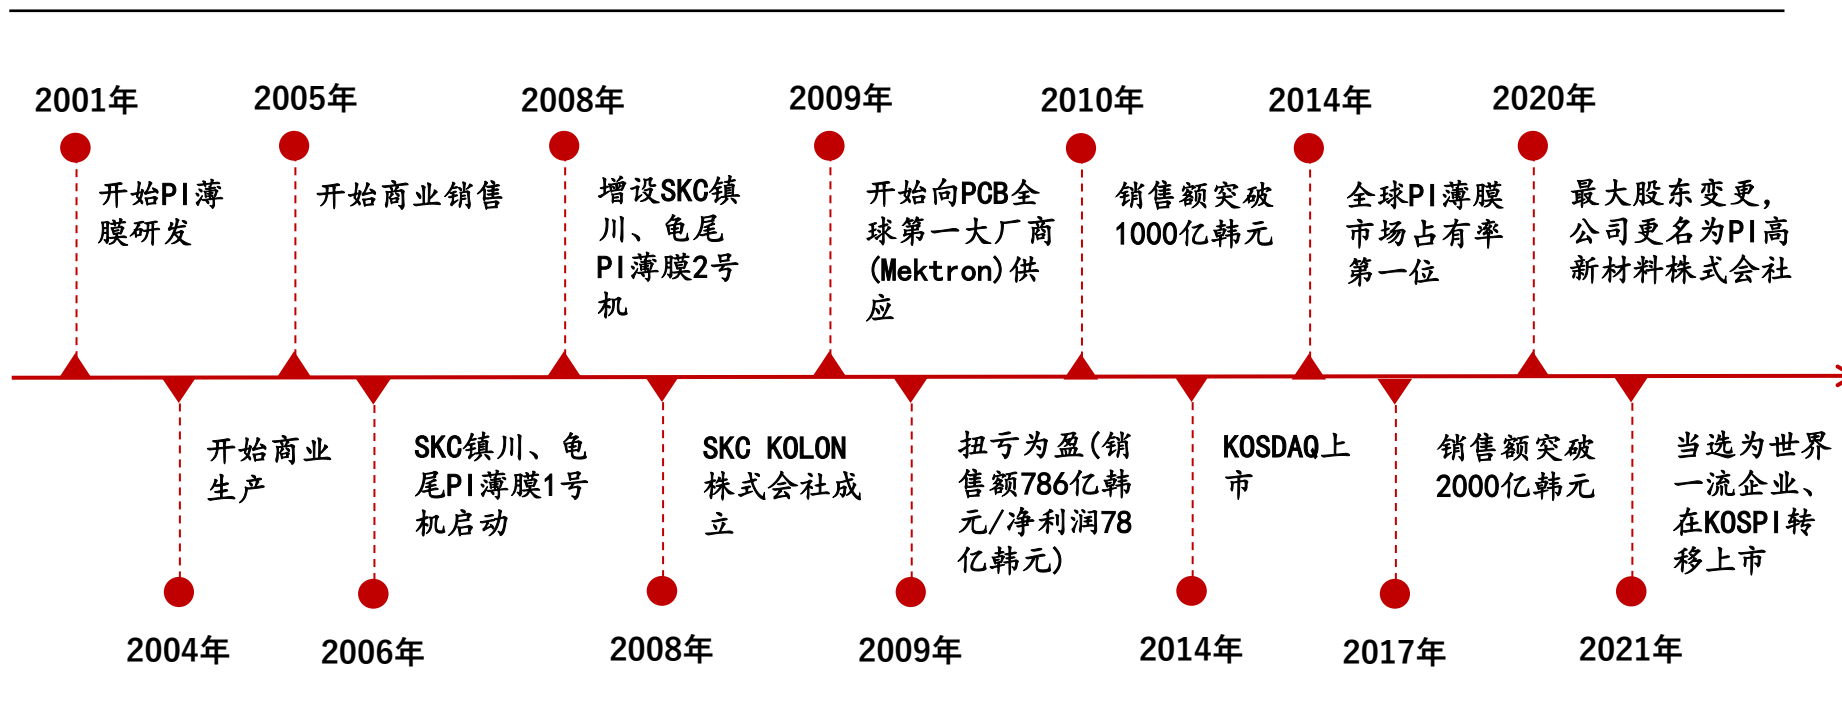 2001年
开始PI薄
膜研发
2005年
开始商业销售
2008年
增设SKC镇
川、龟尾
PI薄膜2号
机
2009年
开始向PCB全
球第一大厂商
(Mektron)供
应
2010年
销售额突破
1000亿韩元
2014年
全球PI薄膜
市场占有率
第一位
2020年
最大股东变更，
公司更名为PI高
新材料株式会社
开始商业
生产
2004年
SKC镇川、龟
尾PI薄膜1号
机启动
2006年
SKC KOLON
株式会社成
立
2008年
扭亏为盈(销
售额786亿韩
元/净利润78
亿韩元)
2009年
KOSDAQ上
市
2014年
销售额突破
2000亿韩元
2017年
当选为世界
一流企业、
在KOSPI转
移上市
2021年